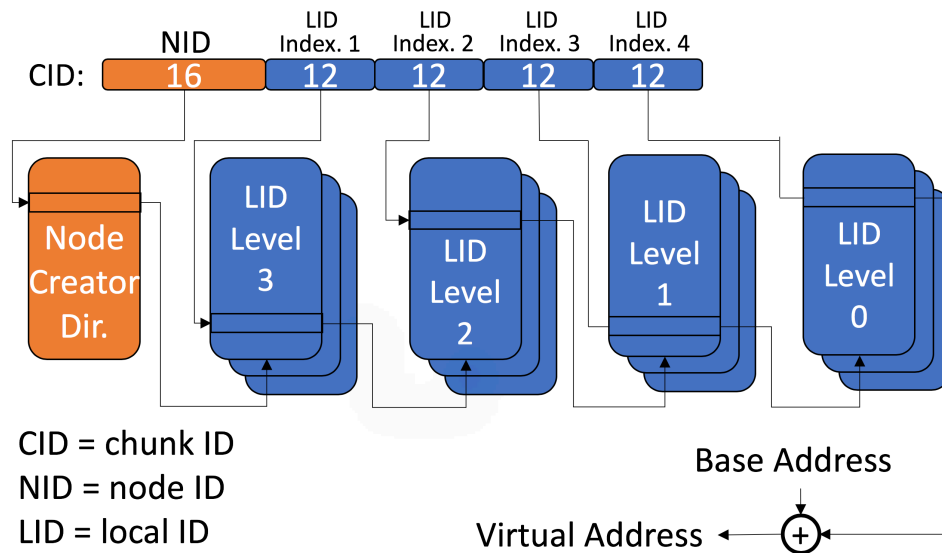 NID
LID
Index. 1
LID
Index. 2
LID
Index. 3
LID
Index. 4
CID:
16
12
12
12
12
Node
Creator
Dir.
LID
Level
3
LID
Level
2
LID
Level
1
LID
Level
0
CID = chunk ID
NID = node ID
LID = local ID
Base Address
Virtual Address
+